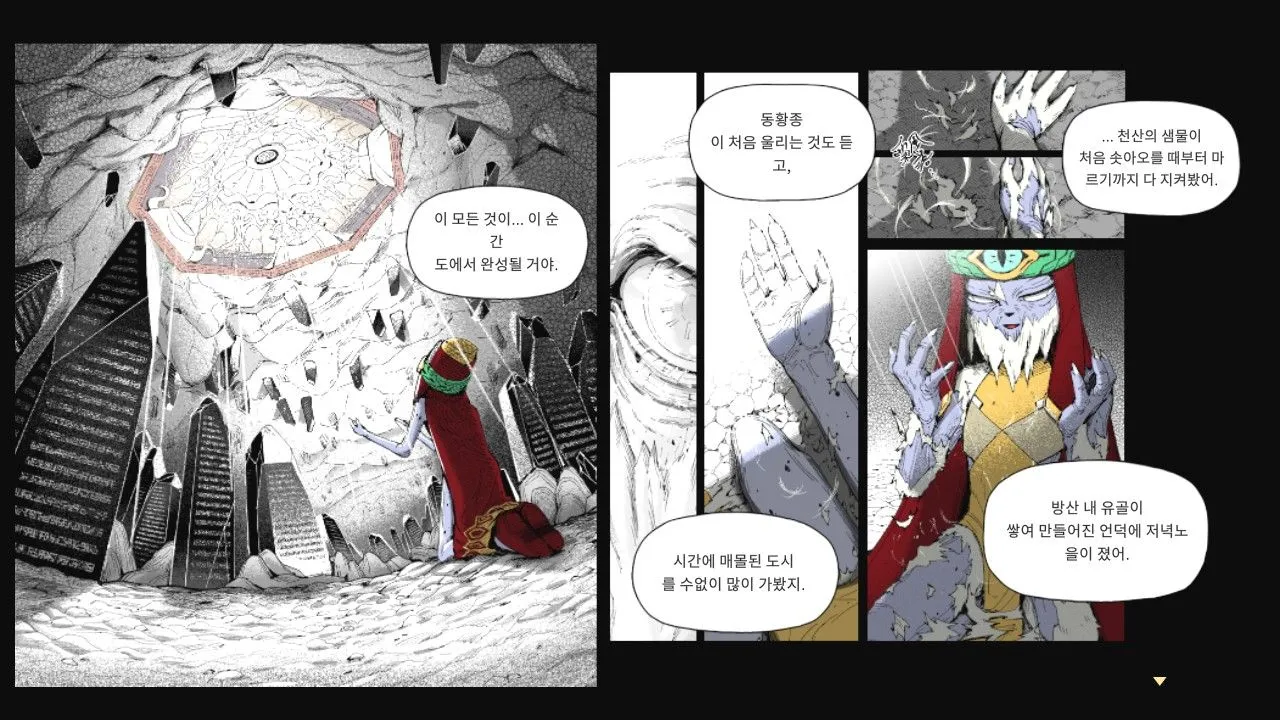 이 모든 것이... 이 순
간
도에서 완성될 거야.
동황종
이 처음 울리는 것도 듣
고,
시간에 매몰된 도시
를 수없이 많이 가봤지.
... 천산의 샘물이
처음 솟아오를 때부터 마
르기까지 다 지켜봤어.
방산 내 유골이
쌓여 만들어진 언덕에 저녁노
을이 졌어.